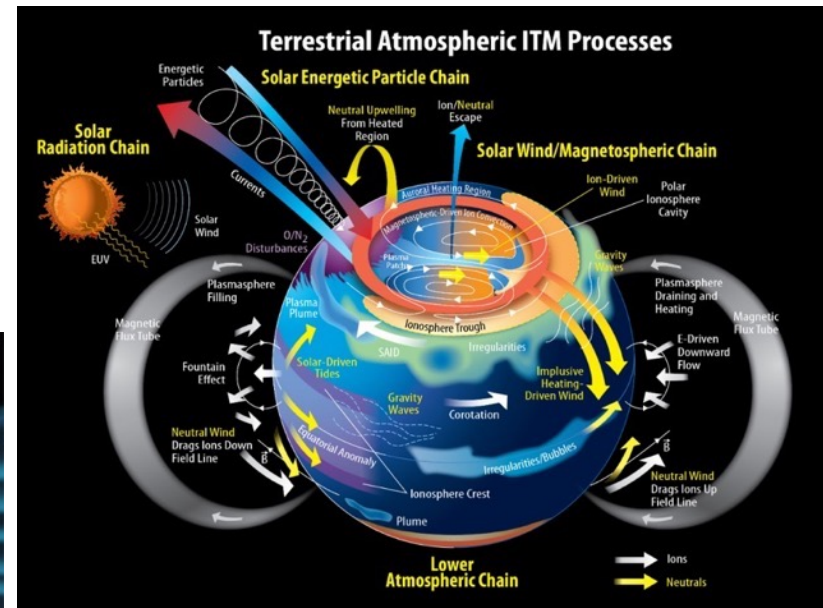 Terrestrial Atmospheric ITM Processes
Energetic
Particles
Solar Energetic Particle Chain
Neutral Upwelling
From Heated
Region
Ion/Neutral
Escape
Solar
Radiation Chain
Solar Wind/Magnetospheric Chain
Currents
Ion-Driven
Wind
Polar
Ionosphere
Cavity
Auroral Heating Region
Magnetospheric-Driven Ion Convection
Solar
Wind
EUV
O/N2
Disturbances
Plasma
Patch
Gravity
Waves
Plasmasphere
Filling
Plasma
Plume
Plasmasphere
Draining and
Heating
Magnetic
Flux Tube
Magnetic
Flux Tube
Ionosphere Trough
SAID
Irregularities
Fountain
Effect
Solar-Driven
Tides
Implusive
Heating-
Driven Wind
E-Driven
Downward
Flow
Gravity
Waves
Corotation
Neutral Wind
Drags Ions Down
Field Line
B
Equatorial Anomaly
Irregularities/Bubbles
B
Neutral Wind
Drags Ions Up
Field Line
Ionosphere Crest
Plume
Lower
Atmospheric Chain
Ions
Neutrals